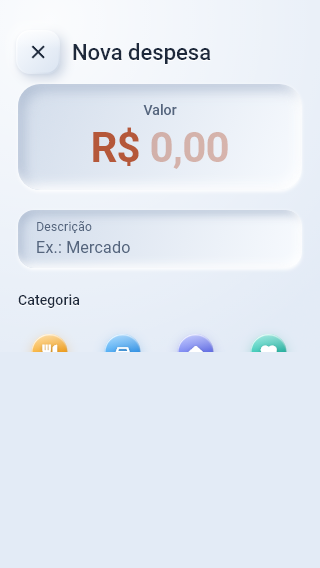 Nova despesa
Valor
R$ 0,00
Descrição
Ex.: Mercado
Categoria